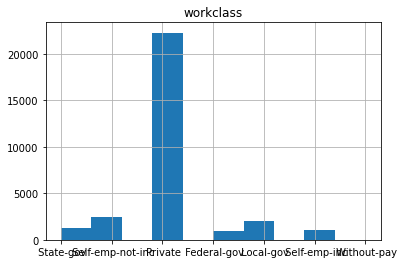 workclass
20000
15000
10000
5000
0
State-gov Self-emp-not-inc Private Federal-gov Local-gov Self-emp-inc Without-pay